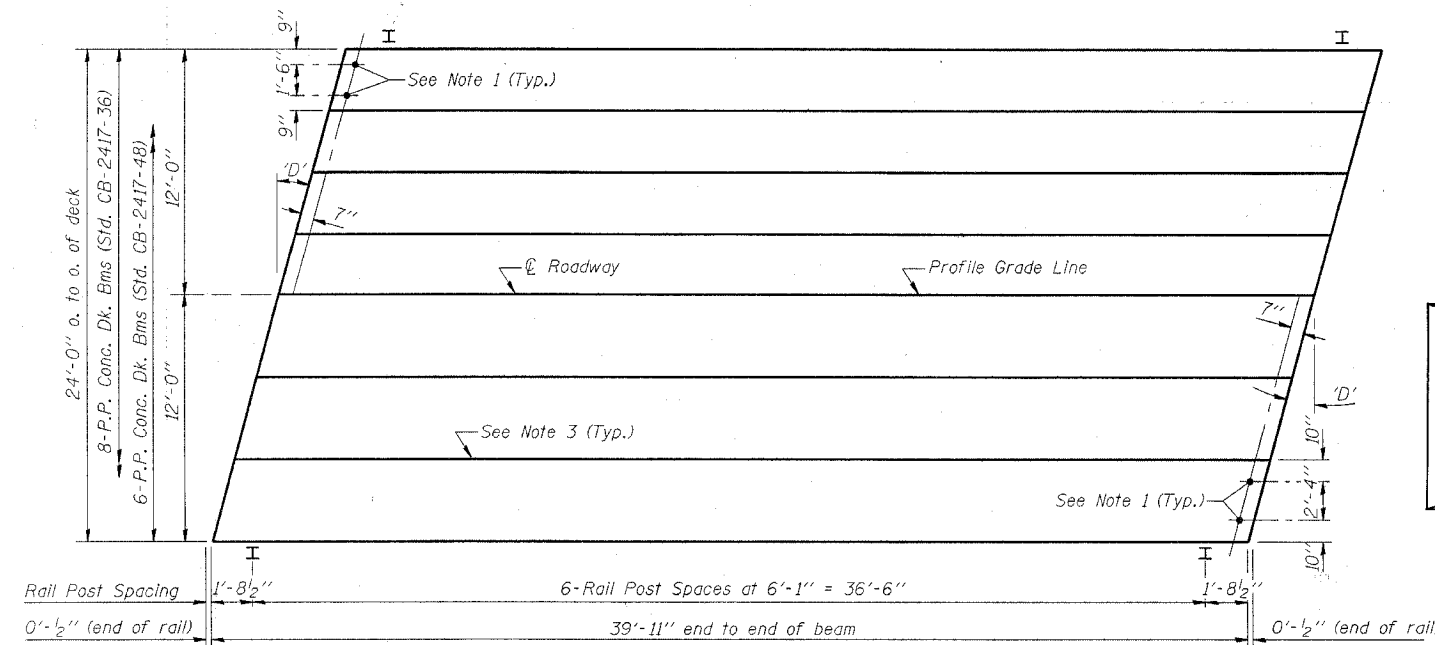 9"
1'-6"
9"
See Note 1 (Typ.)
24'-0" o. to o. of deck
8-P.P. Conc. Dk. Bms (Std. CB-2417-36)
6-P.P. Conc. Dk. Bms (Std. CB-2417-48)
12'-0"
12'-0"
'D'
7"
℄ Roadway
Profile Grade Line
7"
'D'
See Note 3 (Typ.)
10"
2'-4"
10"
See Note 1 (Typ.)
Rail Post Spacing
1'-8½"
6-Rail Post Spaces at 6'-1" = 36'-6"
1'-8½"
0'-½" (end of rail)
39'-11" end to end of beam
0'-½" (end of rail